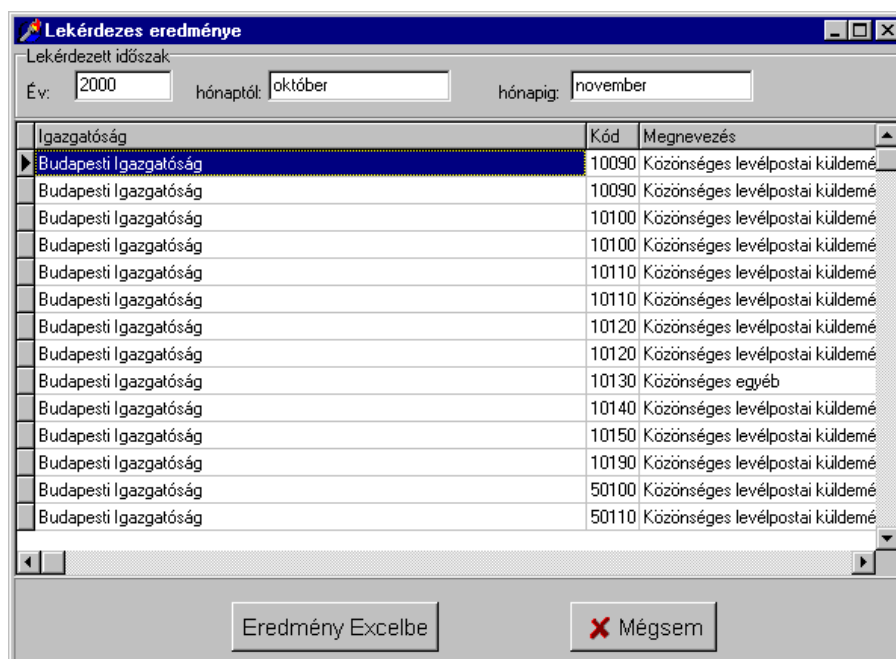 Lekérdezes eredménye
Lekérdezett időszak
Év: 2000 hónaptól: október hónapig: november
Igazgatóság Kód Megnevezés
Budapesti Igazgatóság 10090 Közönséges levélpostaiküldemé
Budapesti Igazgatóság 10090 Közönséges levélpostai küldemé
Budapesti Igazgatóság 10100 Közönséges levélpostai küldemé
Budapesti Igazgatóság 10100 Közönséges levélpostai küldemé
Budapesti Igazgatóság 10110 Közönséges levélpostai küldemé
Budapesti Igazgatóság 10110 Közönséges levélpostai küldemé
Budapesti Igazgatóság 10120 Közönséges levélpostai küldemé
Budapesti Igazgatóság 10120 Közönséges levélpostai küldemé
Budapesti Igazgatóság 10130 Közönséges egyéb
Budapesti Igazgatóság 10140 Közönséges levélpostai küldemé
Budapesti Igazgatóság 10150 Közönséges levélpostai küldemé
Budapesti Igazgatóság 10190 Közönséges levélpostai küldemé
Budapesti Igazgatóság 50100 Közönséges levélpostai küldemé
Budapesti Igazgatóság 50110 Közönséges levélpostai küldemé
Eredmény Excelbe Mégsem